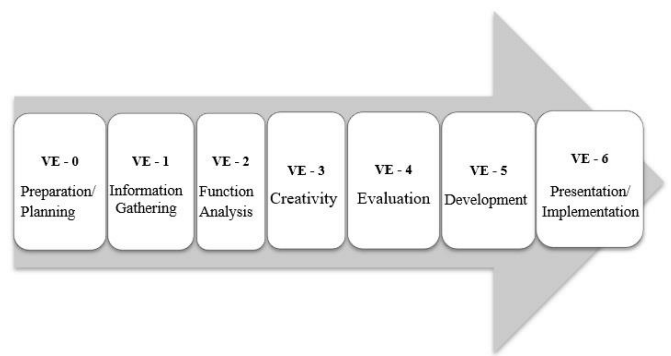 VE - 0
Preparation/
Planning
VE - 1
Information
Gathering
VE - 2
Function
Analysis
VE - 3
Creativity
VE - 4
Evaluation
VE - 5
Development
VE - 6
Presentation/
Implementation